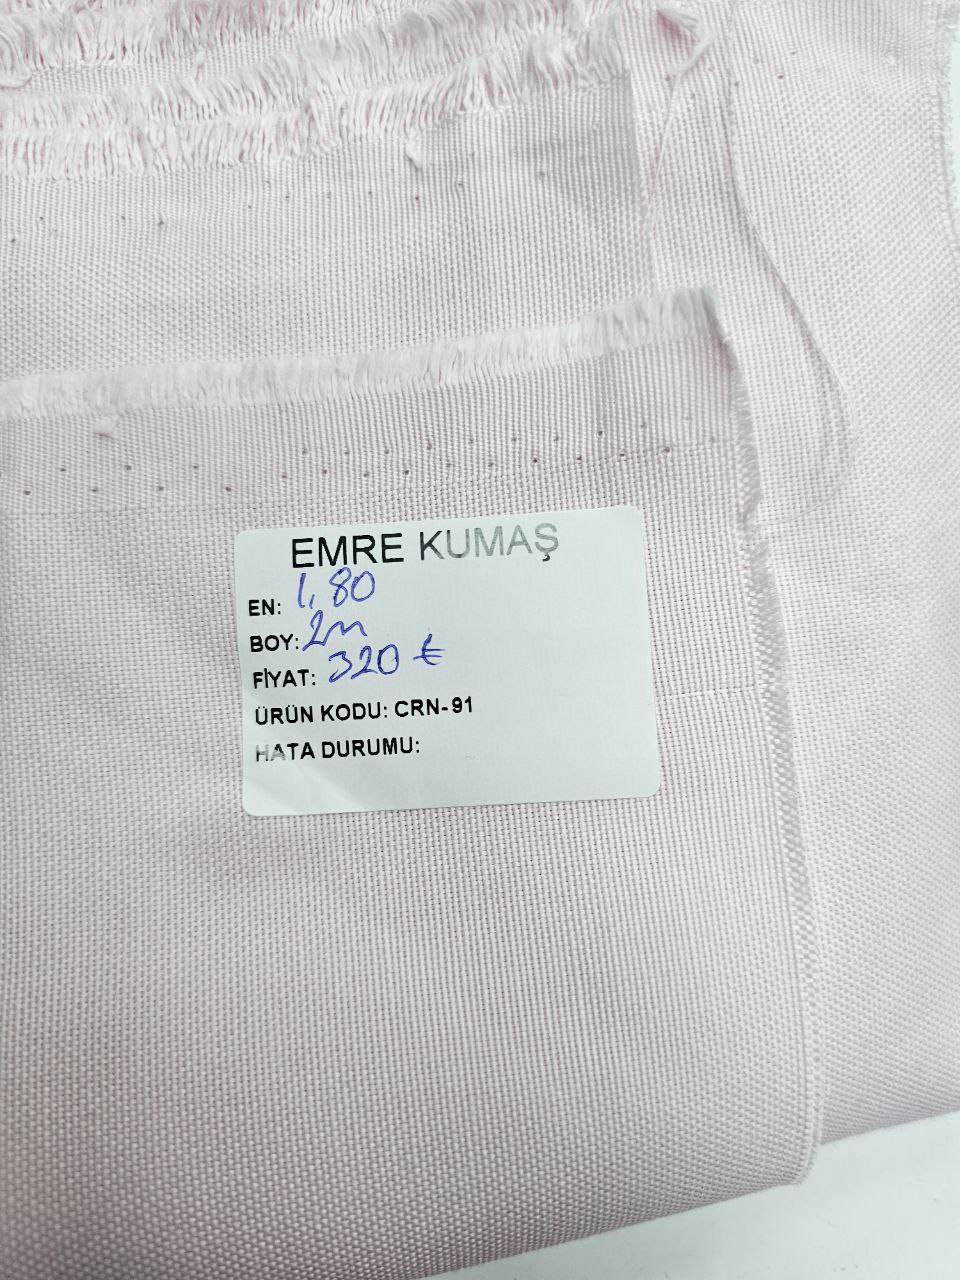 EMRE KUMAŞ
EN: 1,80
BOY: 2m
FİYAT: 320 ₺
ÜRÜN KODU: CRN-91
HATA DURUMU: